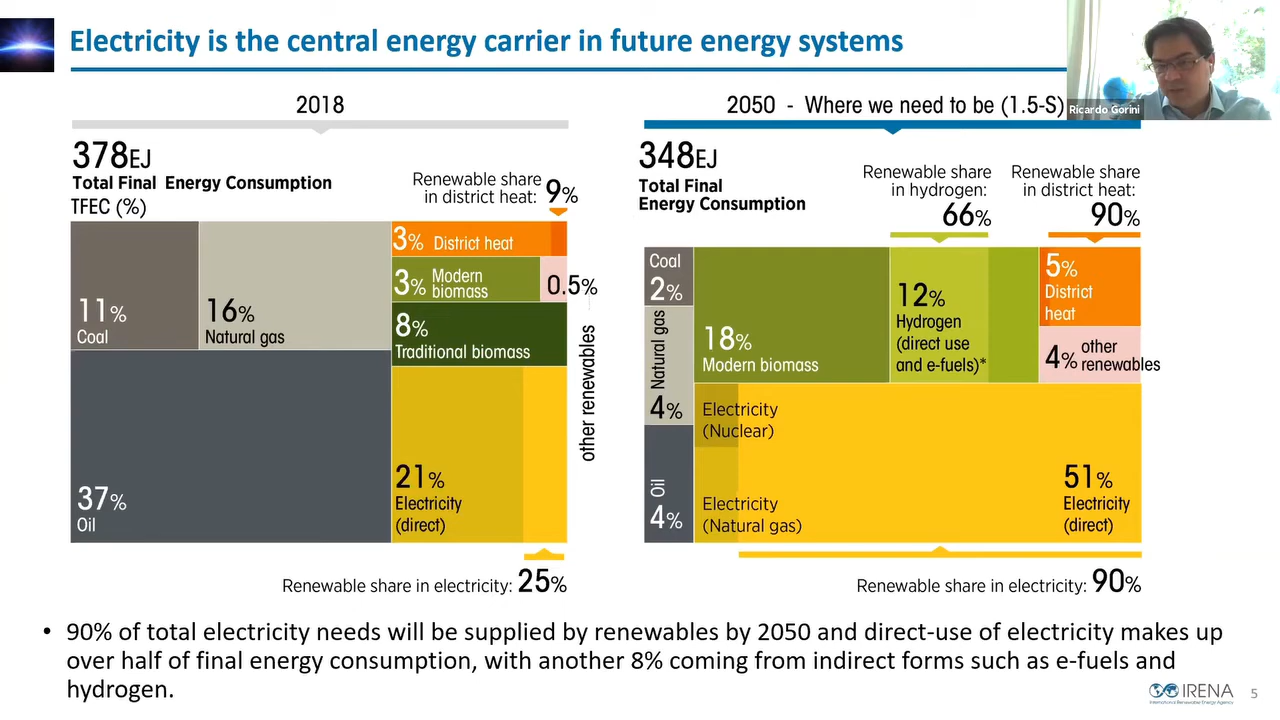 Electricity is the central energy carrier in future energy systems
Ricardo Gorini
2018
378EJ
Total Final Energy Consumption
TFEC (%)
Renewable share
in district heat: 9%
11%
Coal
16%
Natural gas
3% District heat
3% Modern
biomass
0.5%
8%
Traditional biomass
other renewables
37%
Oil
21%
Electricity
(direct)
Renewable share in electricity: 25%
2050 - Where we need to be (1.5-S)
348EJ
Total Final
Energy Consumption
Renewable share
in hydrogen:
66%
Renewable share
in district heat:
90%
Coal
2%
Natural gas
4%
Oil
4%
18%
Modern biomass
12%
Hydrogen
(direct use
and e-fuels)*
5%
District
heat
4% other
renewables
Electricity
(Nuclear)
Electricity
(Natural gas)
51%
Electricity
(direct)
Renewable share in electricity: 90%
• 90% of total electricity needs will be supplied by renewables by 2050 and direct-use of electricity makes up
over half of final energy consumption, with another 8% coming from indirect forms such as e-fuels and
hydrogen.
IRENA
International Renewable Energy Agency
5